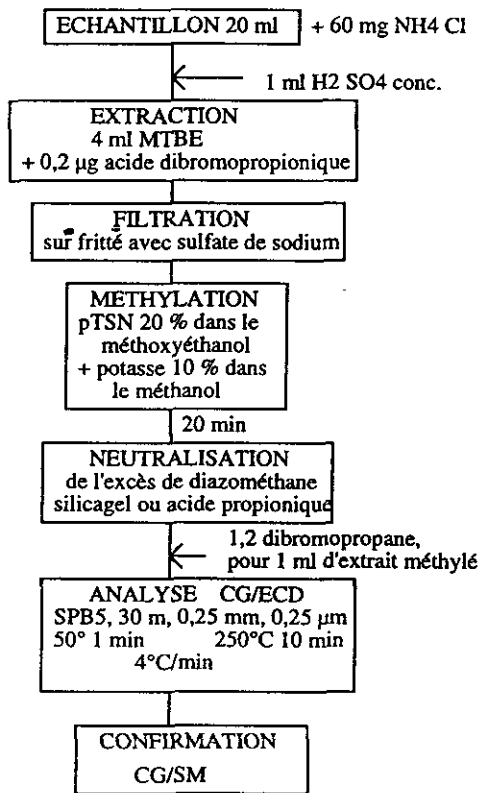 ECHANTILLON 20 ml + 60 mg NH4 Cl
1 ml H2 SO4 conc.
EXTRACTION
4 ml MTBE
+ 0,2 µg acide dibromopropionique
FILTRATION
sur fritté avec sulfate de sodium
METHYLATION
pTSN 20 % dans le
méthoxyéthanol
+ potasse 10 % dans
le méthanol
20 min
NEUTRALISATION
de l'excès de diazométhane
silicagel ou acide propionique
1,2 dibromopropane,
pour 1 ml d'extrait méthylé
ANALYSE CG/ECD
SPB5, 30 m, 0,25 mm, 0,25 µm
50° 1 min 250°C 10 min
4°C/min
CONFIRMATION
CG/SM